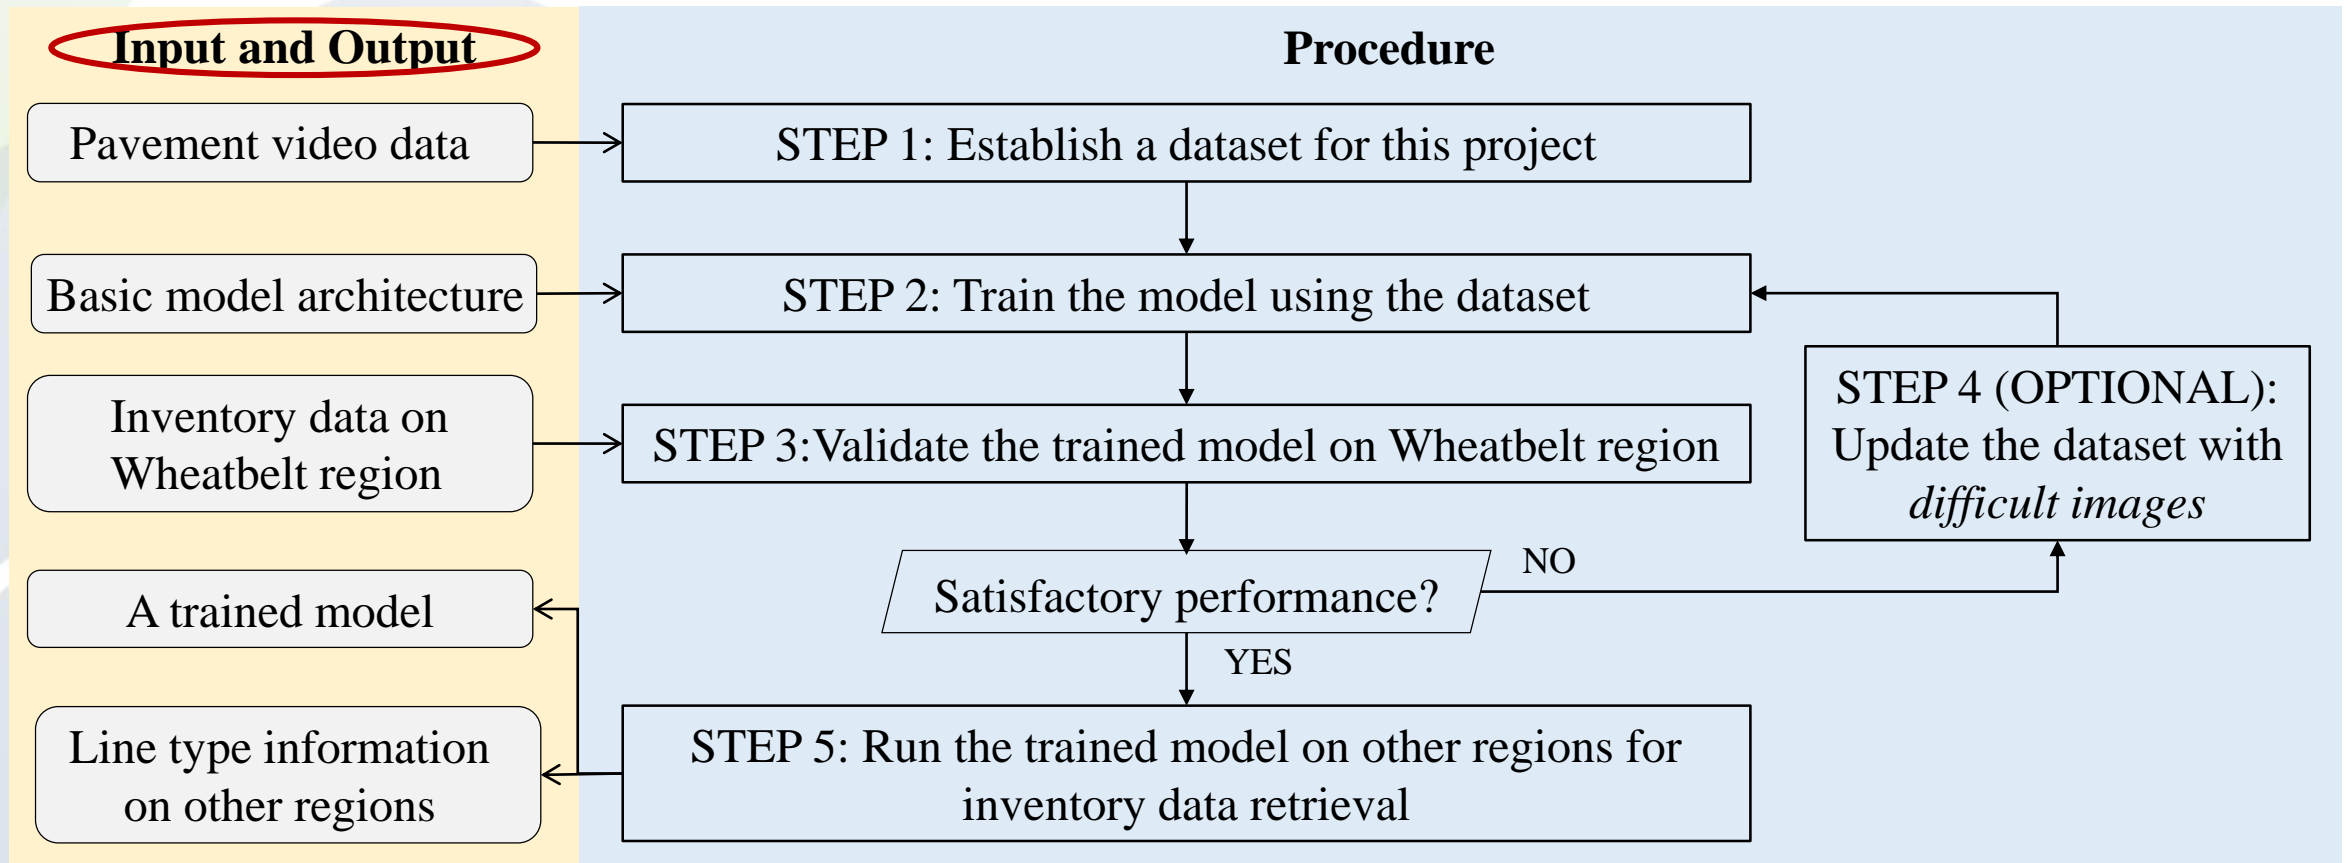 Input and Output
Procedure
Pavement video data
STEP 1: Establish a dataset for this project
Basic model architecture
STEP 2: Train the model using the dataset
Inventory data on
Wheatbelt region
STEP 3:Validate the trained model on Wheatbelt region
STEP 4 (OPTIONAL):
Update the dataset with
difficult images
Satisfactory performance?
NO
YES
A trained model
Line type information
on other regions
STEP 5: Run the trained model on other regions for
inventory data retrieval